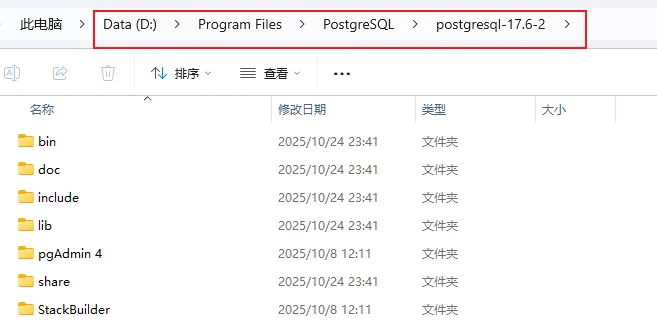 此电脑 > Data (D:) > Program Files > PostgreSQL > postgresql-17.6-2 >
排序 查看 ...
名称 修改日期 类型 大小
bin 2025/10/24 23:41 文件夹
doc 2025/10/24 23:41 文件夹
include 2025/10/24 23:41 文件夹
lib 2025/10/24 23:41 文件夹
pgAdmin 4 2025/10/8 12:11 文件夹
share 2025/10/24 23:41 文件夹
StackBuilder 2025/10/8 12:11 文件夹